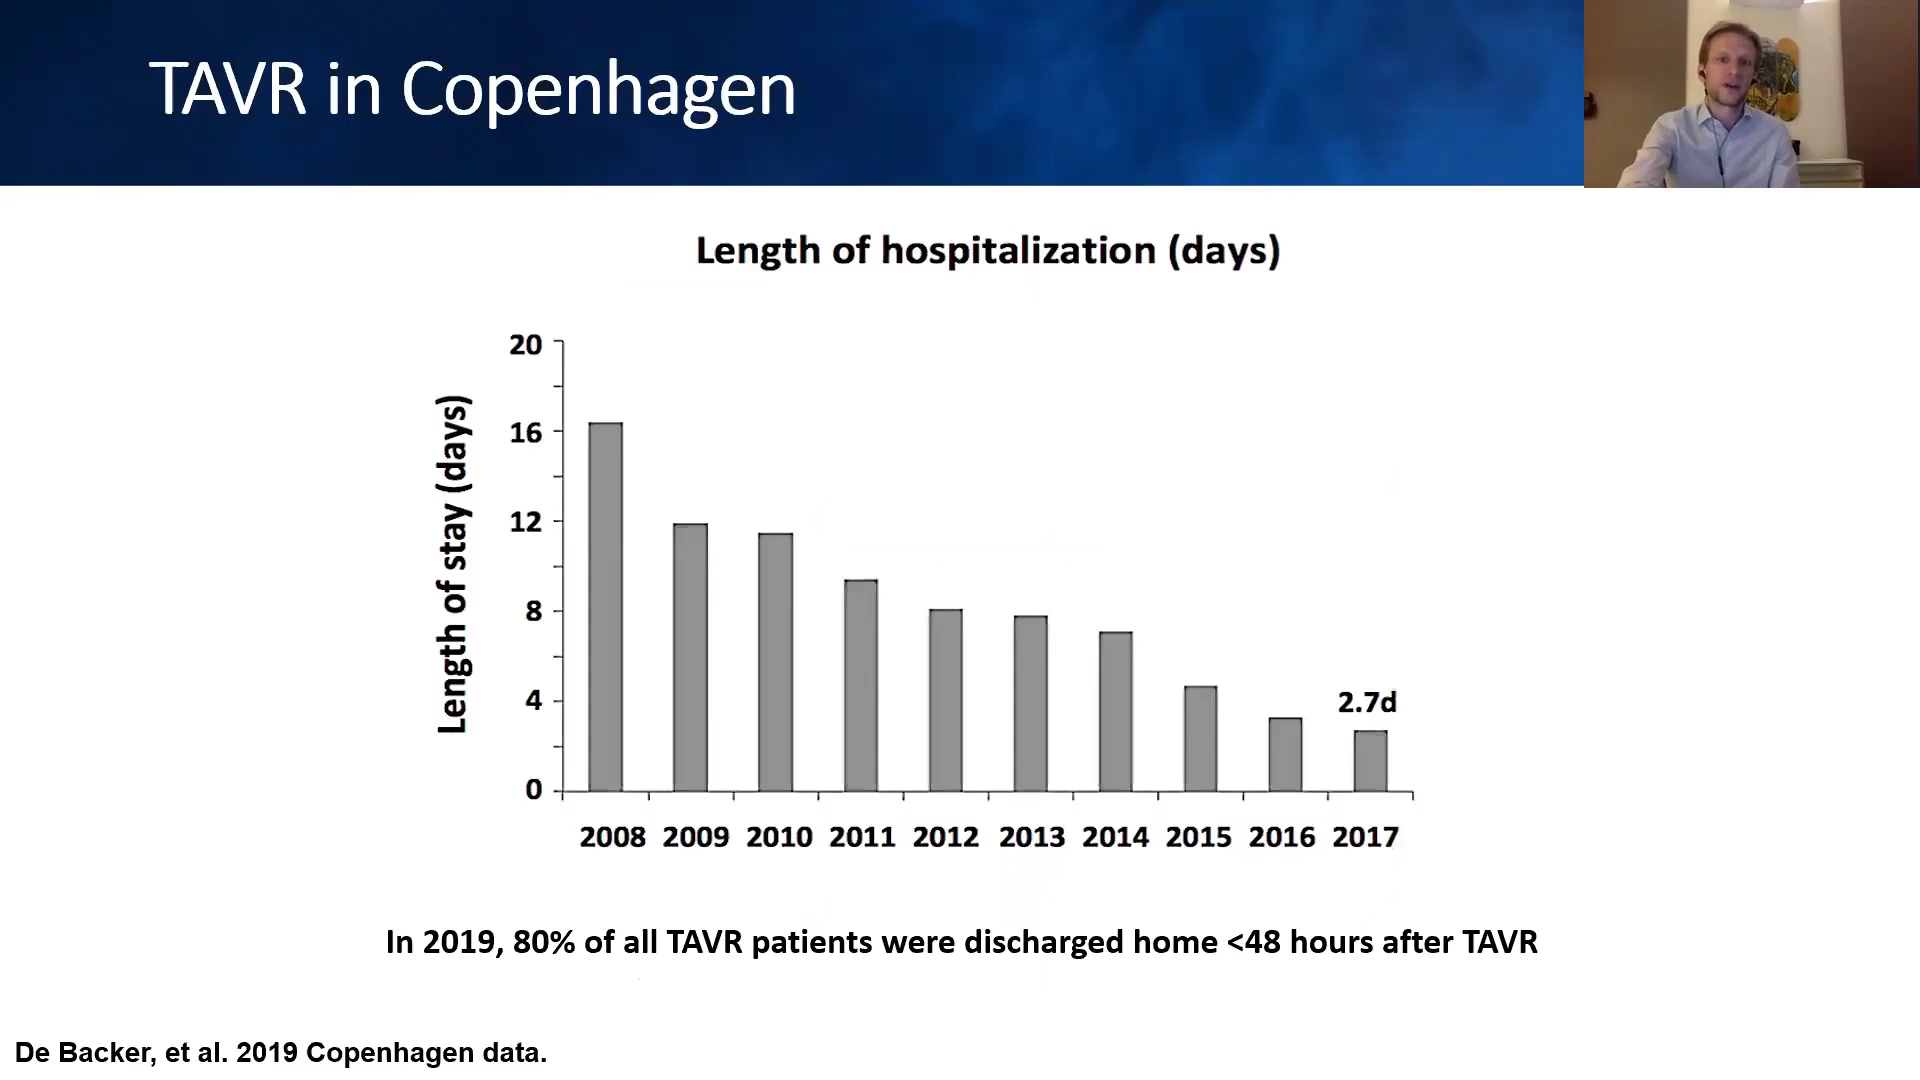 TAVR in Copenhagen
Length of hospitalization (days)
Length of stay (days)
20
16
12
8
4
0
2.7d
2008 2009 2010 2011 2012 2013 2014 2015 2016 2017
In 2019, 80% of all TAVR patients were discharged home <48 hours after TAVR
De Backer, et al. 2019 Copenhagen data.